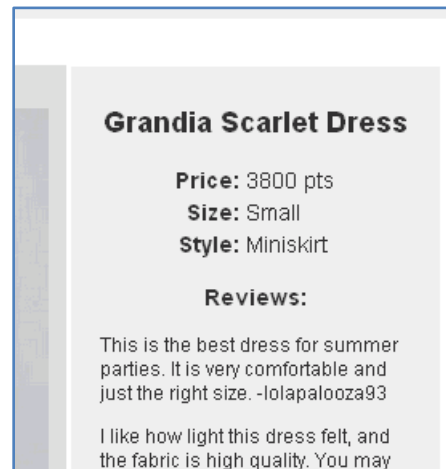 Grandia Scarlet Dress
Price: 3800 pts
Size: Small
Style: Miniskirt
Reviews:
This is the best dress for summer
parties. It is very comfortable and
just the right size. -lolapalooza93
I like how light this dress felt, and
the fabric is high quality. You may